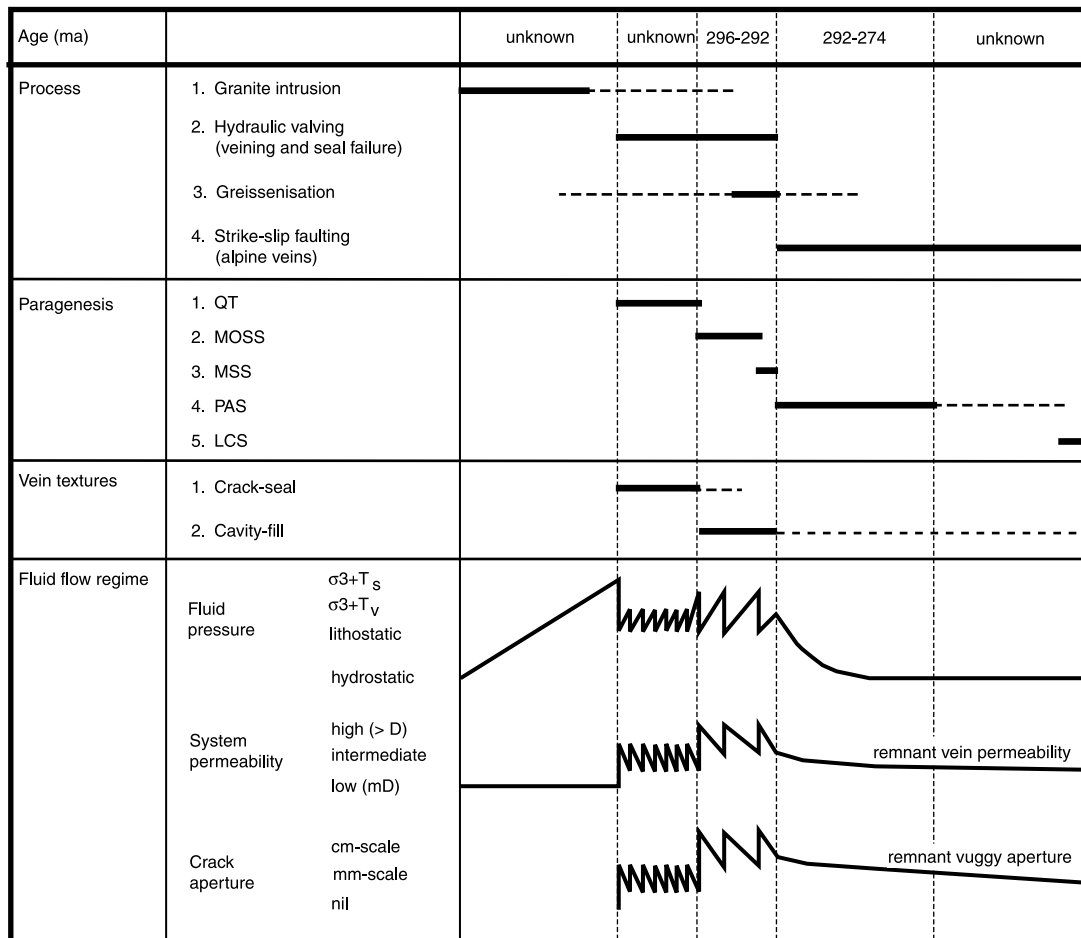 Age (ma)
unknown
unknown
296-292
292-274
unknown
Process
1. Granite intrusion
2. Hydraulic valving
(veining and seal failure)
3. Greissenisation
4. Strike-slip faulting
(alpine veins)
Paragenesis
1. QT
2. MOSS
3. MSS
4. PAS
5. LCS
Vein textures
1. Crack-seal
2. Cavity-fill
Fluid flow regime
Fluid
pressure
σ3+T s
σ3+T v
lithostatic
hydrostatic
System
permeability
high (> D)
intermediate
low (mD)
remnant vein permeability
Crack
aperture
cm-scale
mm-scale
nil
remnant vuggy aperture